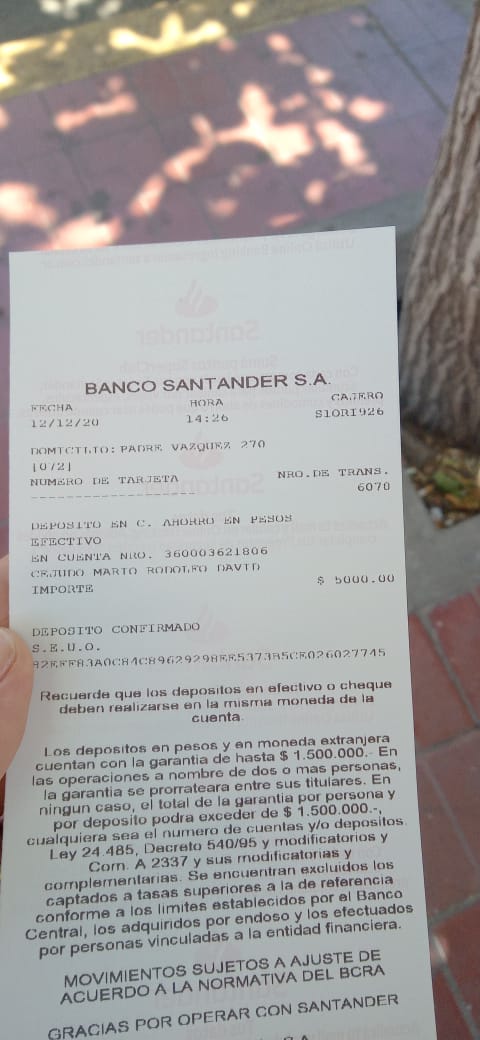 BANCO SANTANDER S.A.
FECHA HORA CAJERO
12/12/20 14:26 S1ORI926
DOMICILIO: PADRE VAZQUEZ 270
[072]
NUMERO DE TARJETA NRO.DE TRANS.
-------------------- 6070
DEPOSITO EN C. AHORRO EN PESOS
EFECTIVO
EN CUENTA NRO. 360003621806
CEJUDO MARIO RODOLFO DAVID
IMPORTE $ 5000.00
DEPOSITO CONFIRMADO
S.E.U.O.
Recuerde que los depositos en efectivo o cheque
deben realizarse en la misma moneda de la
cuenta.
Los depositos en pesos y en moneda extranjera
cuentan con la garantia de hasta $ 1.500.000.- En
las operaciones a nombre de dos o mas personas,
la garantia se prorrateara entre sus titulares. En
ningun caso, el total de la garantia por persona y
por deposito podra exceder de $ 1.500.000.-,
cualquiera sea el numero de cuentas y/o depositos.
Ley 24.485, Decreto 540/95 y modificatorios y
Com. A 2337 y sus modificatorias y
complementarias. Se encuentran excluidos los
captados a tasas superiores a la de referencia
conforme a los limites establecidos por el Banco
Central, los adquiridos por endoso y los efectuados
por personas vinculadas a la entidad financiera.
MOVIMIENTOS SUJETOS A AJUSTE DE
ACUERDO A LA NORMATIVA DEL BCRA
GRACIAS POR OPERAR CON SANTANDER